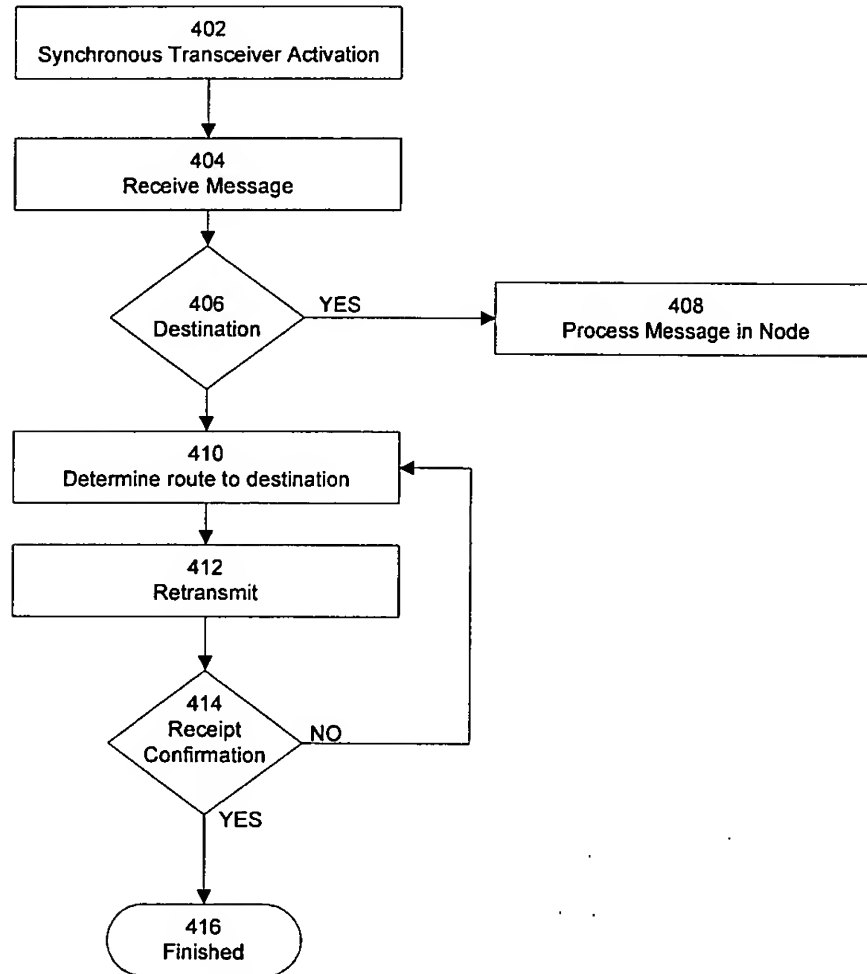 402
Synchronous Transceiver Activation
404
Receive Message
406
Destination
YES
408
Process Message in Node
410
Determine route to destination
412
Retransmit
414
Receipt
Confirmation
NO
YES
416
Finished